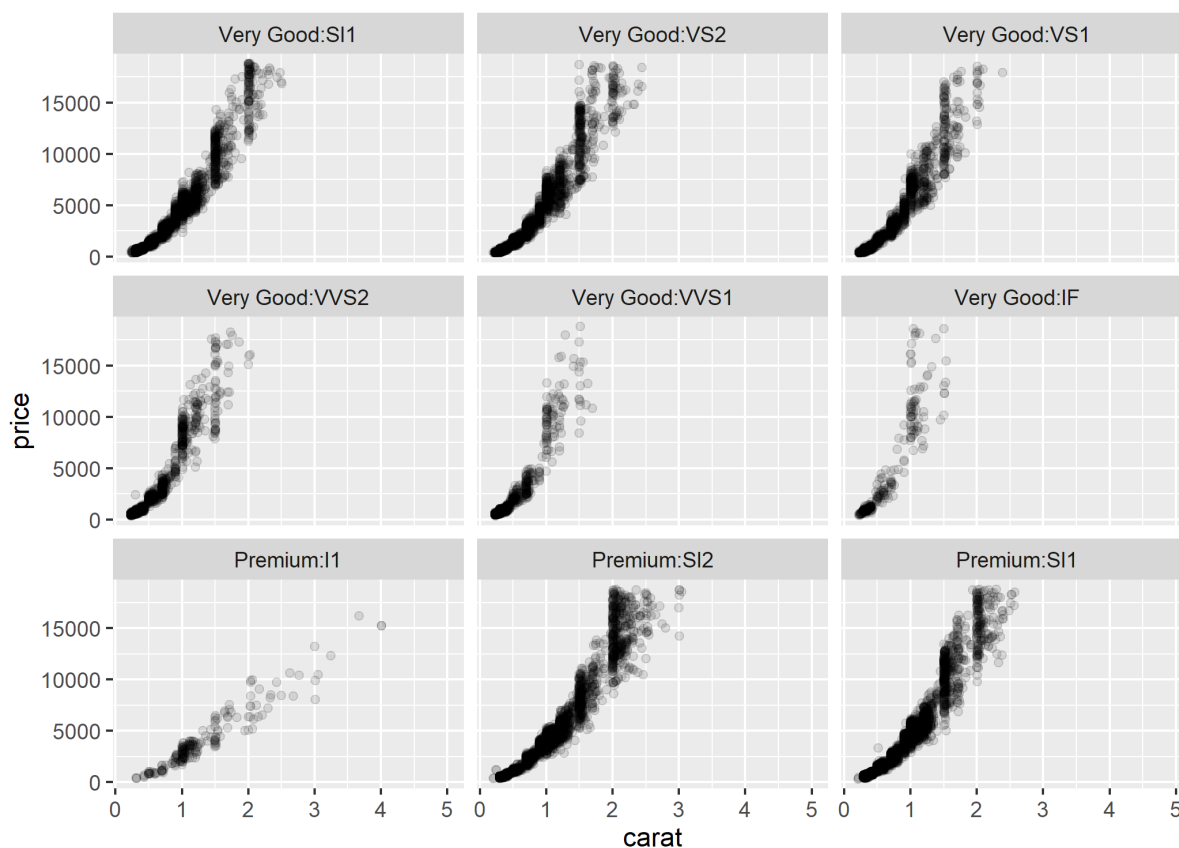 Very Good:SI1 Very Good:VS2 Very Good:VS1
15000
10000
5000
0
Very Good:VVS2 Very Good:VVS1 Very Good:IF
15000
10000
5000
0
price
Premium:I1 Premium:SI2 Premium:SI1
15000
10000
5000
0
0 1 2 3 4 5 0 1 2 3 4 5 0 1 2 3 4 5
carat